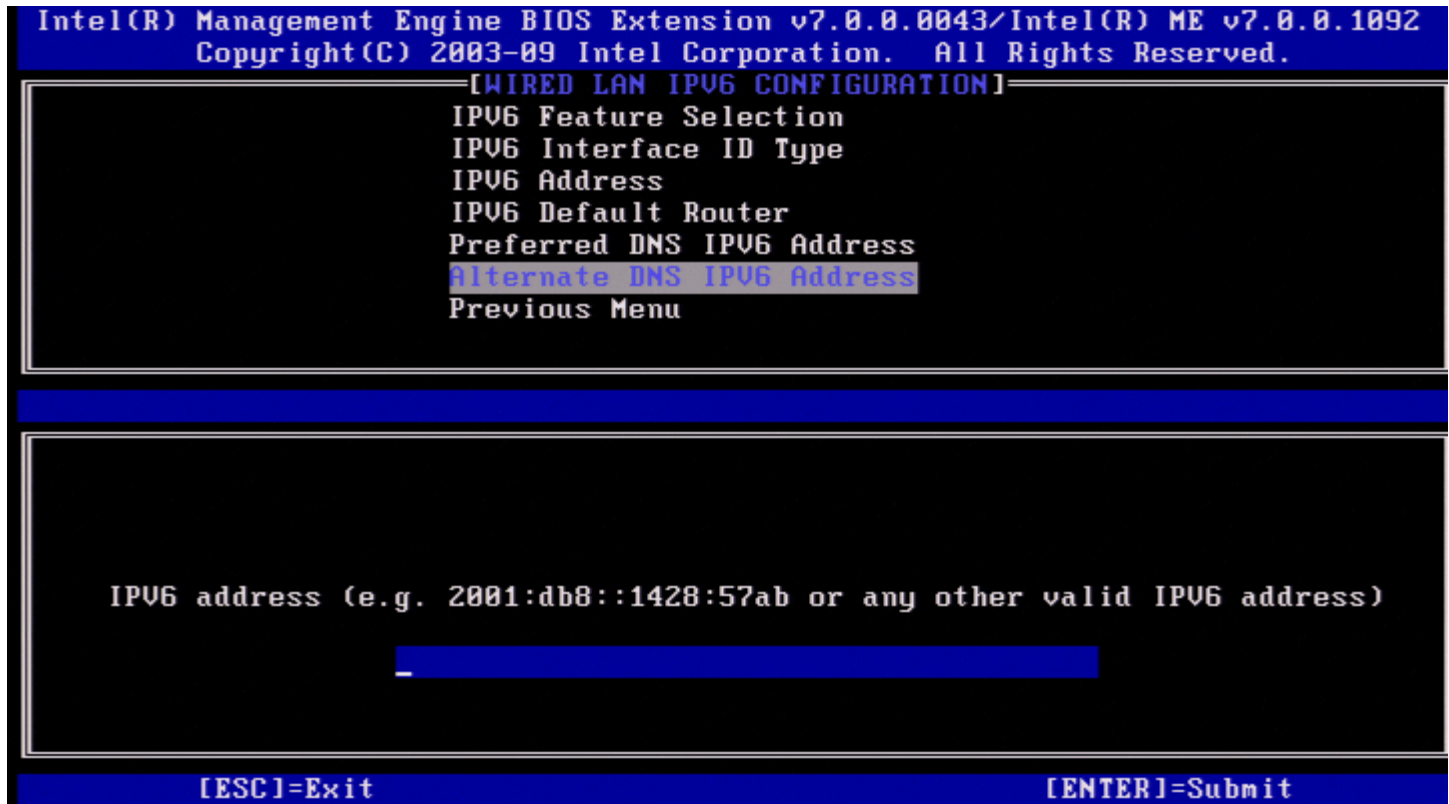 Intel(R) Management Engine BIOS Extension v7.0.0.0043/Intel(R) ME v7.0.0.1092
Copyright(C) 2003-09 Intel Corporation. All Rights Reserved.
[WIRED LAN IPV6 CONFIGURATION]
IPV6 Feature Selection
IPV6 Interface ID Type
IPV6 Address
IPV6 Default Router
Preferred DNS IPV6 Address
Alternate DNS IPV6 Address
Previous Menu
IPV6 address (e.g. 2001:db8::1428:57ab or any other valid IPV6 address)
[ESC]=Exit [ENTER]=Submit